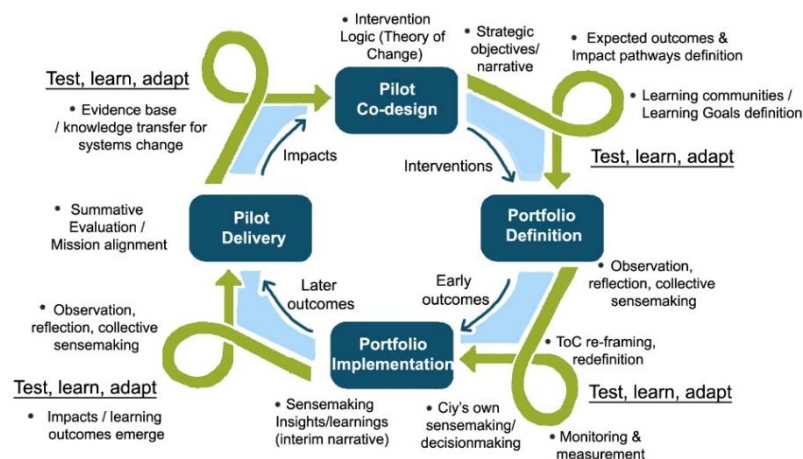 • Intervention
Logic (Theory of
Change)
• Strategic
objectives/
narrative
• Expected outcomes &
Impact pathways definition
Test, learn, adapt
Pilot
Co-design
• Learning communities /
Learning Goals definition
• Evidence base
/ knowledge transfer for
systems change
Impacts
Interventions
Test, learn, adapt
• Summative
Evaluation /
Mission alignment
Pilot
Delivery
Portfolio
Definition
• Observation,
reflection, collective
sensemaking
Later
outcomes
Early
outcomes
• Observation,
reflection, collective
sensemaking
Portfolio
Implementation
• ToC re-framing,
redefinition
Test, learn, adapt
• Impacts / learning
outcomes emerge
• Sensemaking
Insights/learnings
(interim narrative)
• Ciy's own
sensemaking/
decisionmaking
Test, learn, adapt
• Monitoring &
measurement